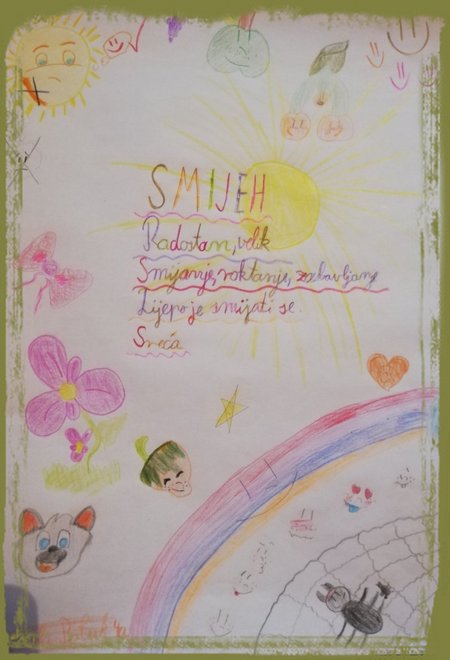 SMIJEH
Radostan, velik
Smijanje, roktanje, zabavljanje
Lijepo je smijati se.
Sreća